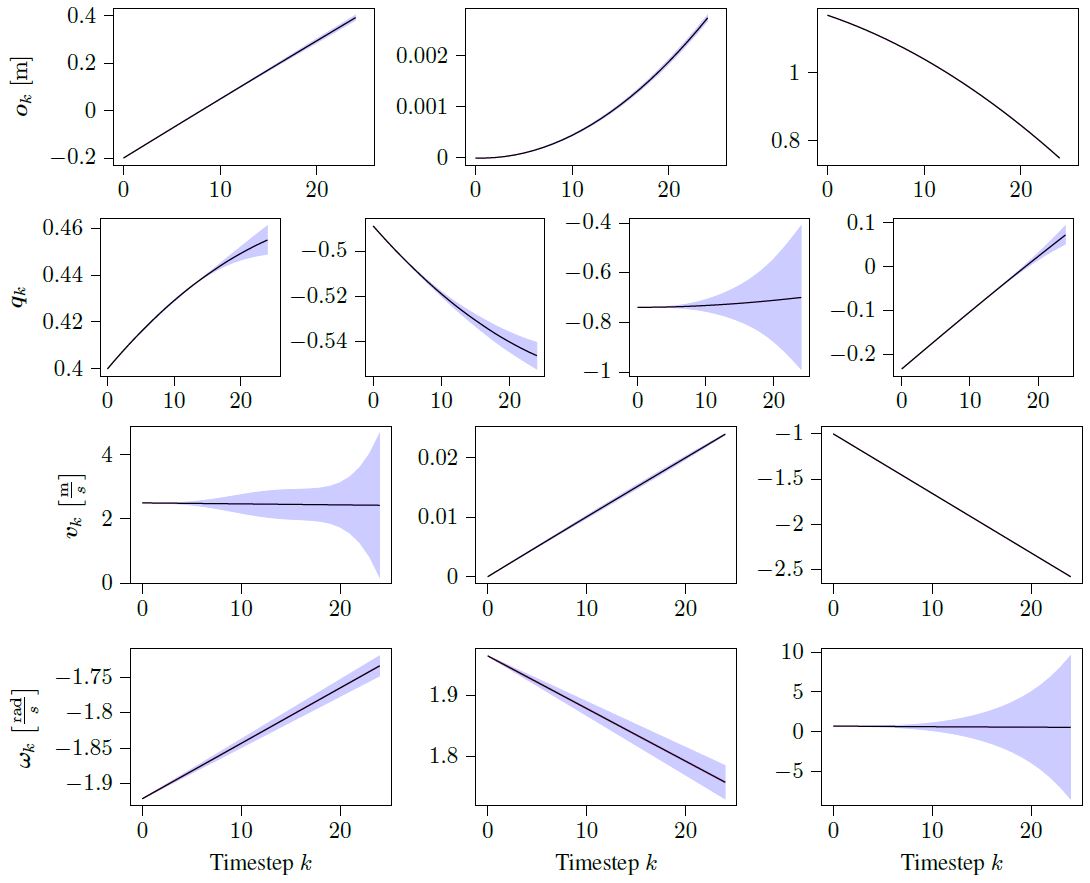 o_k [m]
0.4
0.2
0
−0.2
0 10 20
0.002
0.001
0
0 10 20
1
0.8
0 10 20
q_k
0.46
0.44
0.42
0.4
0 10 20
−0.5
−0.52
−0.54
0 10 20
−0.4
−0.6
−0.8
−1
0 10 20
0.1
0
−0.1
−0.2
0 10 20
v_k [m/s]
4
2
0
0 10 20
0.02
0.01
0
0 10 20
−1
−1.5
−2
−2.5
0 10 20
ω_k [rad/s]
−1.75
−1.8
−1.85
−1.9
0 10 20
Timestep k
1.9
1.8
0 10 20
Timestep k
10
5
0
−5
0 10 20
Timestep k